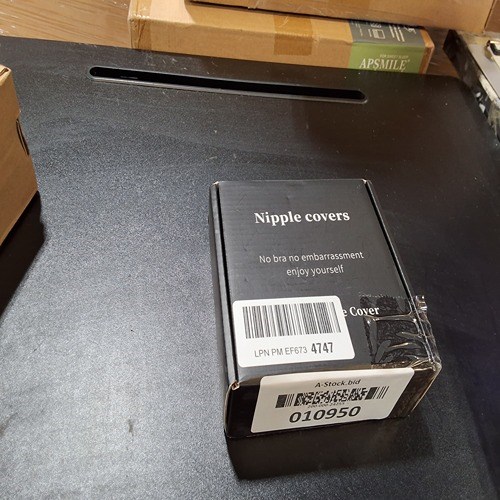 APSMILE
Nipple covers
No bra no embarrassment
enjoy yourself
e Cover
LPN PM EF673 4747
A-Stock.bid
010950